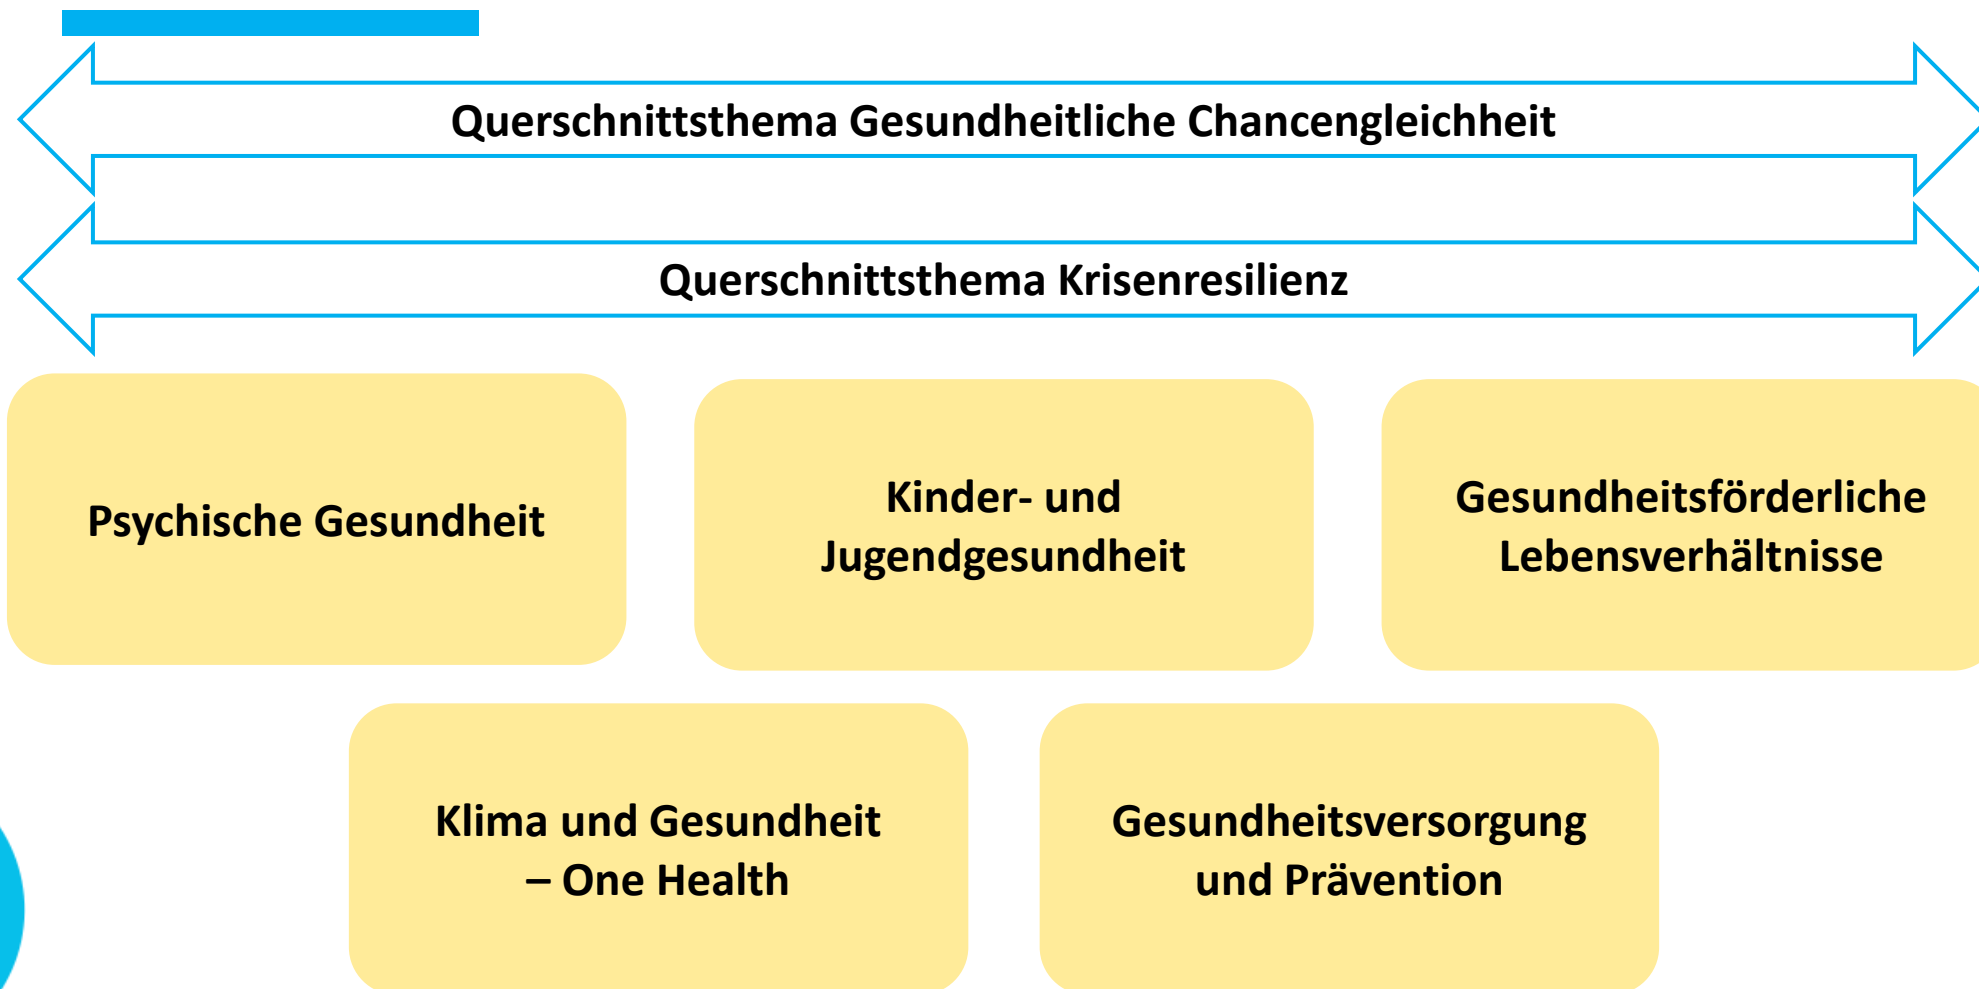 Querschnittsthema Gesundheitliche Chancengleichheit
Querschnittsthema Krisenresilienz
Psychische Gesundheit
Kinder- und
Jugendgesundheit
Gesundheitsförderliche
Lebensverhältnisse
Klima und Gesundheit
– One Health
Gesundheitsversorgung
und Prävention